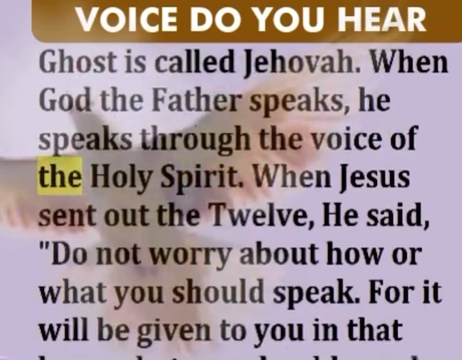 VOICE DO YOU HEAR
Ghost is called Jehovah. When
God the Father speaks, he
speaks through the voice of
the Holy Spirit. When Jesus
sent out the Twelve, He said,
"Do not worry about how or
what you should speak. For it
will be given to you in that